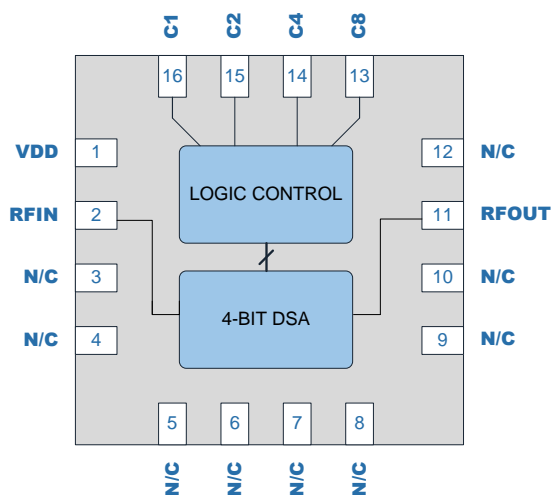 C1 C2 C4 C8
16 15 14 13
VDD 1 12 N/C
LOGIC CONTROL
RFIN 2 11 RFOUT
N/C 3 10 N/C
4-BIT DSA
N/C 4 9 N/C
5 6 7 8
N/C N/C N/C N/C